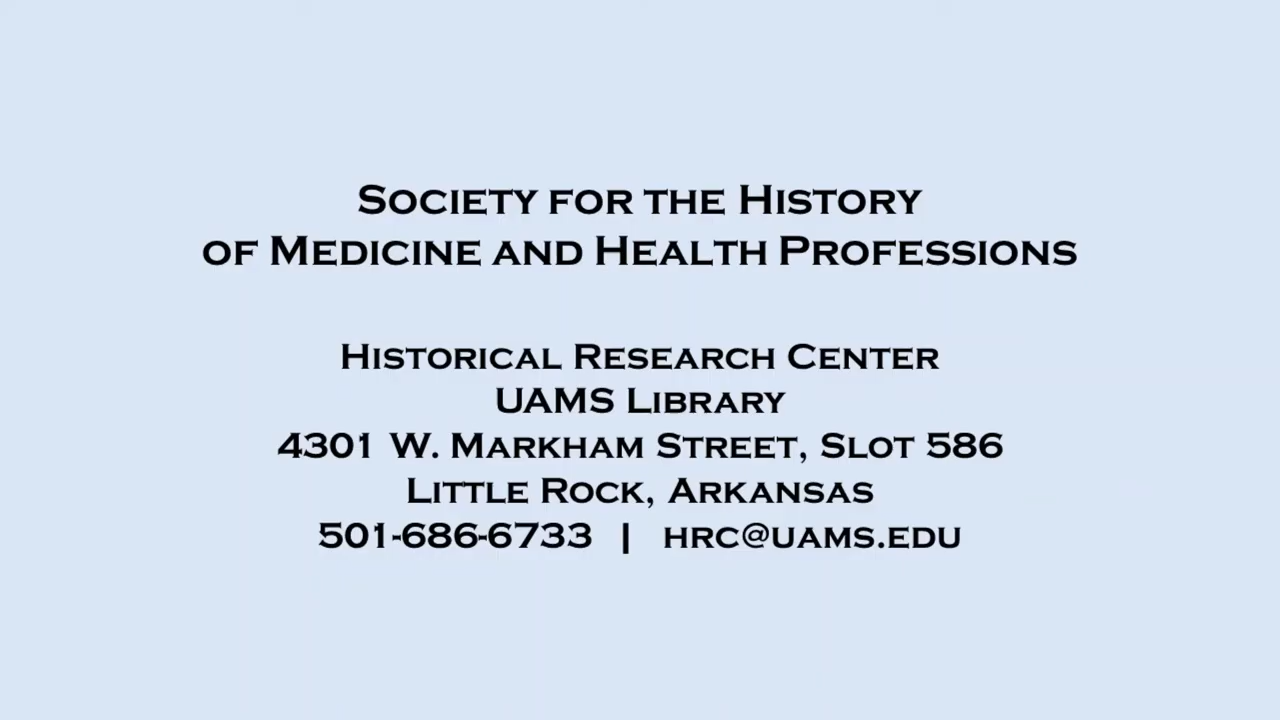 Society for the History
of Medicine and Health Professions
Historical Research Center
UAMS Library
4301 W. Markham Street, Slot 586
Little Rock, Arkansas
501-686-6733 | hrc@uams.edu